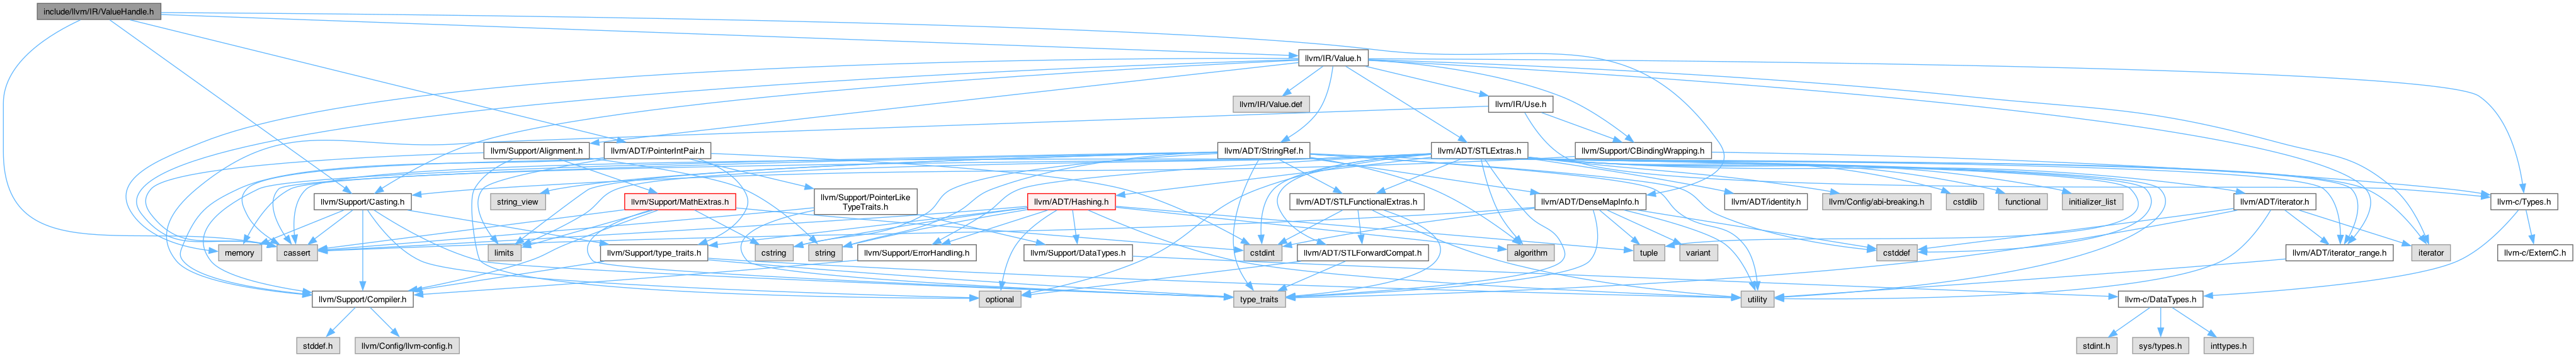 include/llvm/IR/ValueHandle.h
llvm/IR/Value.h
llvm/IR/Value.def
llvm/IR/Use.h
llvm/Support/Alignment.h
llvm/ADT/PointerIntPair.h
llvm/ADT/StringRef.h
llvm/ADT/STLExtras.h
llvm/Support/CBindingWrapping.h
llvm/Support/Casting.h
string_view
llvm/Support/MathExtras.h
llvm/Support/PointerLike
TypeTraits.h
llvm/ADT/Hashing.h
llvm/ADT/STLFunctionalExtras.h
llvm/ADT/DenseMapInfo.h
llvm/ADT/identity.h
llvm/Config/abi-breaking.h
cstdlib
functional
initializer_list
llvm/ADT/iterator.h
llvm-c/Types.h
memory
cassert
limits
llvm/Support/type_traits.h
cstring
string
llvm/Support/ErrorHandling.h
llvm/Support/DataTypes.h
cstdint
llvm/ADT/STLForwardCompat.h
algorithm
tuple
variant
cstddef
llvm/ADT/iterator_range.h
iterator
llvm-c/ExternC.h
llvm/Support/Compiler.h
optional
type_traits
utility
llvm-c/DataTypes.h
stddef.h
llvm/Config/llvm-config.h
stdint.h
sys/types.h
inttypes.h